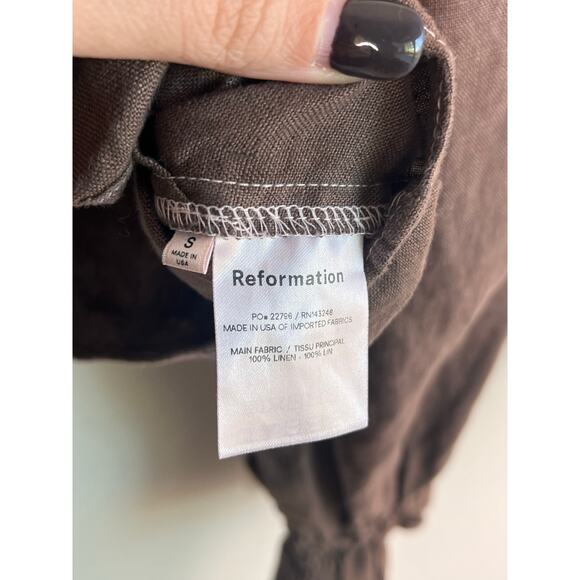 S
MADE IN
USA
Reformation
PO# 22796 / RN143248
MADE IN USA OF IMPORTED FABRICS
MAIN FABRIC / TISSU PRINCIPAL
100% LINEN - 100% LIN